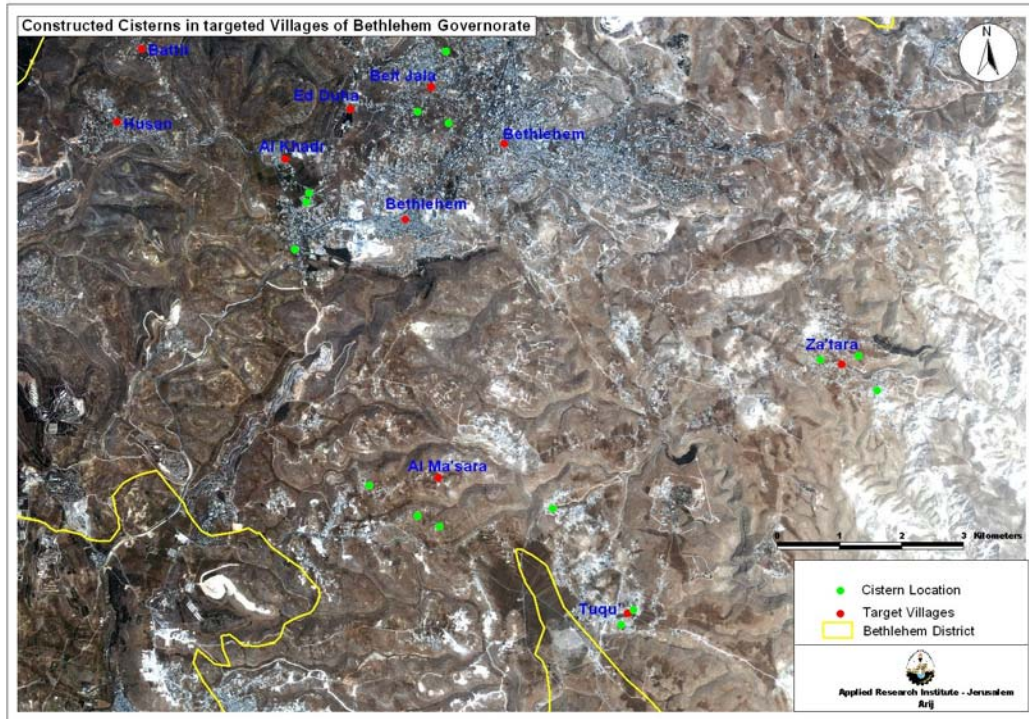 Constructed Cisterns in targeted Villages of Bethlehem Governorate
N
Battir
Beit Jala
Ed Duha
Husan
Bethlehem
Al Khadr
Bethlehem
Za'tara
Al Ma'sara
0 1 2 3 Kilometers
Tuqu'
Cistern Location
Target Villages
Bethlehem District
Applied Research Institute - Jerusalem
Arij